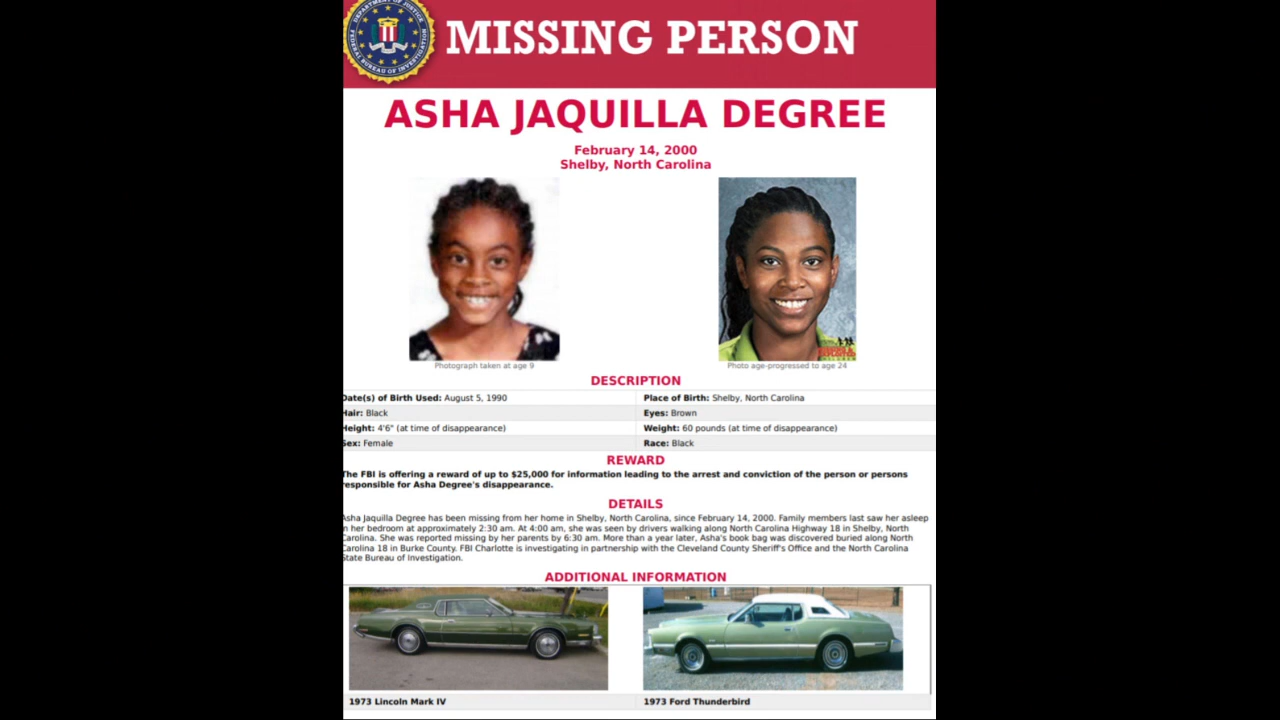 DEPARTMENT OF JUSTICE
FEDERAL BUREAU OF INVESTIGATION
MISSING PERSON
ASHA JAQUILLA DEGREE
February 14, 2000
Shelby, North Carolina
Photograph taken at age 9
Photo age-progressed to age 24
DESCRIPTION
Date(s) of Birth Used: August 5, 1990
Place of Birth: Shelby, North Carolina
Hair: Black
Eyes: Brown
Height: 4'6" (at time of disappearance)
Weight: 60 pounds (at time of disappearance)
Sex: Female
Race: Black
REWARD
The FBI is offering a reward of up to $25,000 for information leading to the arrest and conviction of the person or persons
responsible for Asha Degree's disappearance.
DETAILS
Asha Jaquilla Degree has been missing from her home in Shelby, North Carolina, since February 14, 2000. Family members last saw her asleep
in her bedroom at approximately 2:30 am. At 4:00 am, she was seen by drivers walking along North Carolina Highway 18 in Shelby, North
Carolina. She was reported missing by her parents by 6:30 am. More than a year later, Asha's book bag was discovered buried along North
Carolina 18 in Burke County. FBI Charlotte is investigating in partnership with the Cleveland County Sheriff's Office and the North Carolina
State Bureau of Investigation.
ADDITIONAL INFORMATION
1973 Lincoln Mark IV
1973 Ford Thunderbird